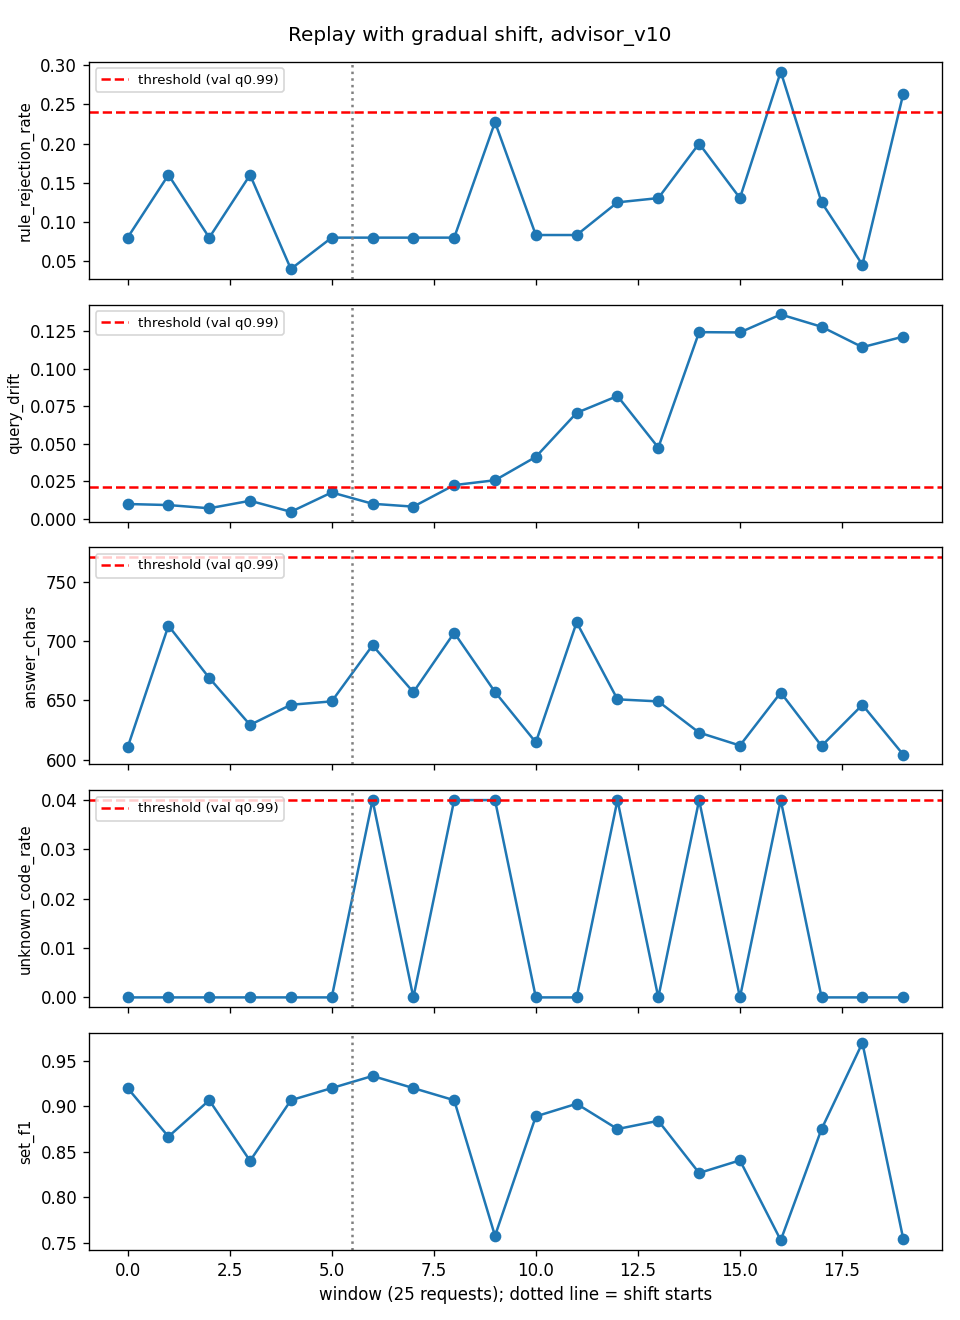 Replay with gradual shift, advisor_v10
rule_rejection_rate
0.30
0.25
0.20
0.15
0.10
0.05
threshold (val q0.99)
query_drift
0.125
0.100
0.075
0.050
0.025
0.000
threshold (val q0.99)
answer_chars
750
700
650
600
threshold (val q0.99)
unknown_code_rate
0.04
0.03
0.02
0.01
0.00
threshold (val q0.99)
set_f1
0.95
0.90
0.85
0.80
0.75
0.0 2.5 5.0 7.5 10.0 12.5 15.0 17.5
window (25 requests); dotted line = shift starts